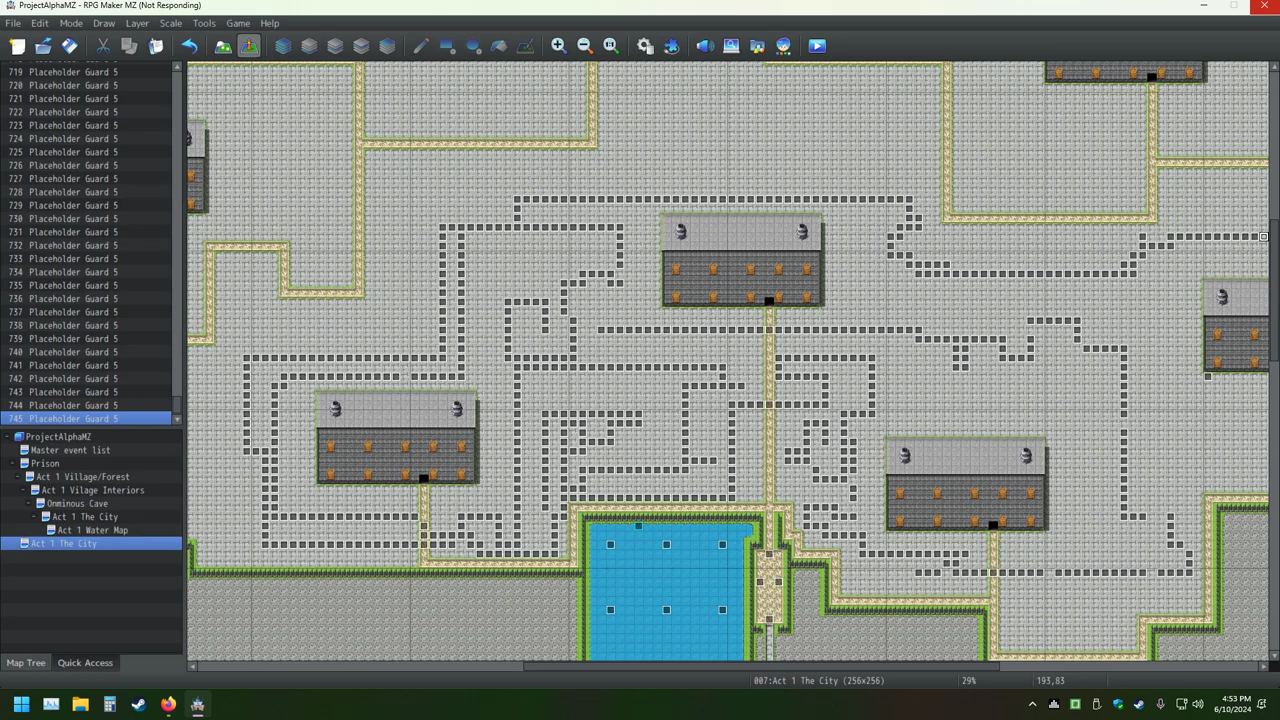 ProjectAlphaMZ - RPG Maker MZ (Not Responding)
File Edit Mode Draw Layer Scale Tools Game Help
719 Placeholder Guard 5
720 Placeholder Guard 5
721 Placeholder Guard 5
722 Placeholder Guard 5
723 Placeholder Guard 5
724 Placeholder Guard 5
725 Placeholder Guard 5
726 Placeholder Guard 5
727 Placeholder Guard 5
728 Placeholder Guard 5
729 Placeholder Guard 5
730 Placeholder Guard 5
731 Placeholder Guard 5
732 Placeholder Guard 5
733 Placeholder Guard 5
734 Placeholder Guard 5
735 Placeholder Guard 5
736 Placeholder Guard 5
737 Placeholder Guard 5
738 Placeholder Guard 5
739 Placeholder Guard 5
740 Placeholder Guard 5
741 Placeholder Guard 5
742 Placeholder Guard 5
743 Placeholder Guard 5
744 Placeholder Guard 5
745 Placeholder Guard 5
ProjectAlphaMZ
Master event list
Prison
Act 1 Village/Forest
Act 1 Vilage Interiors
Omminous Cave
Act 1 The City
Act 1 Water Map
Act 1 The City
Map Tree Quick Access
007:Act 1 The City (256x256) 29% 193,83
4:53 PM
6/10/2024